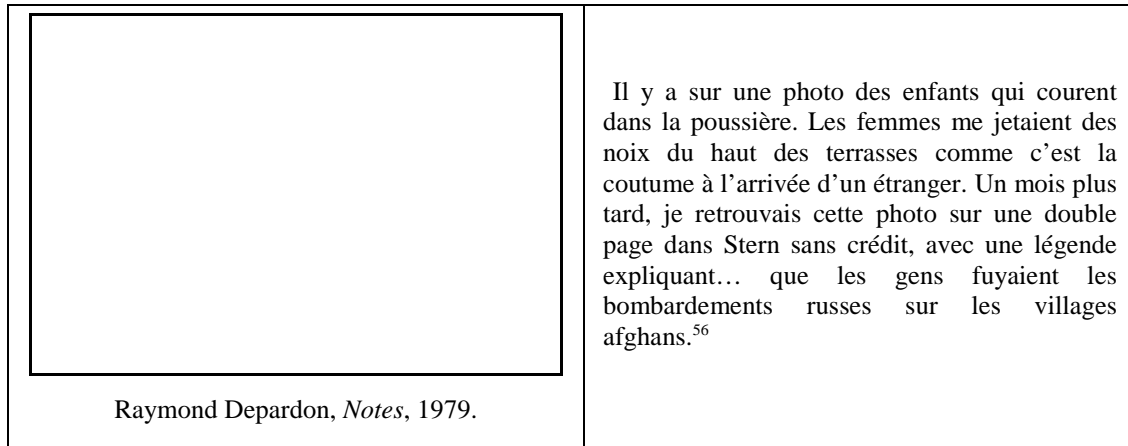 Il y a sur une photo des enfants qui courent
dans la poussière. Les femmes me jetaient des
noix du haut des terrasses comme c’est la
coutume à l’arrivée d’un étranger. Un mois plus
tard, je retrouvais cette photo sur une double
page dans Stern sans crédit, avec une légende
expliquant… que les gens fuyaient les
bombardements russes sur les villages
afghans.56
Raymond Depardon, Notes, 1979.